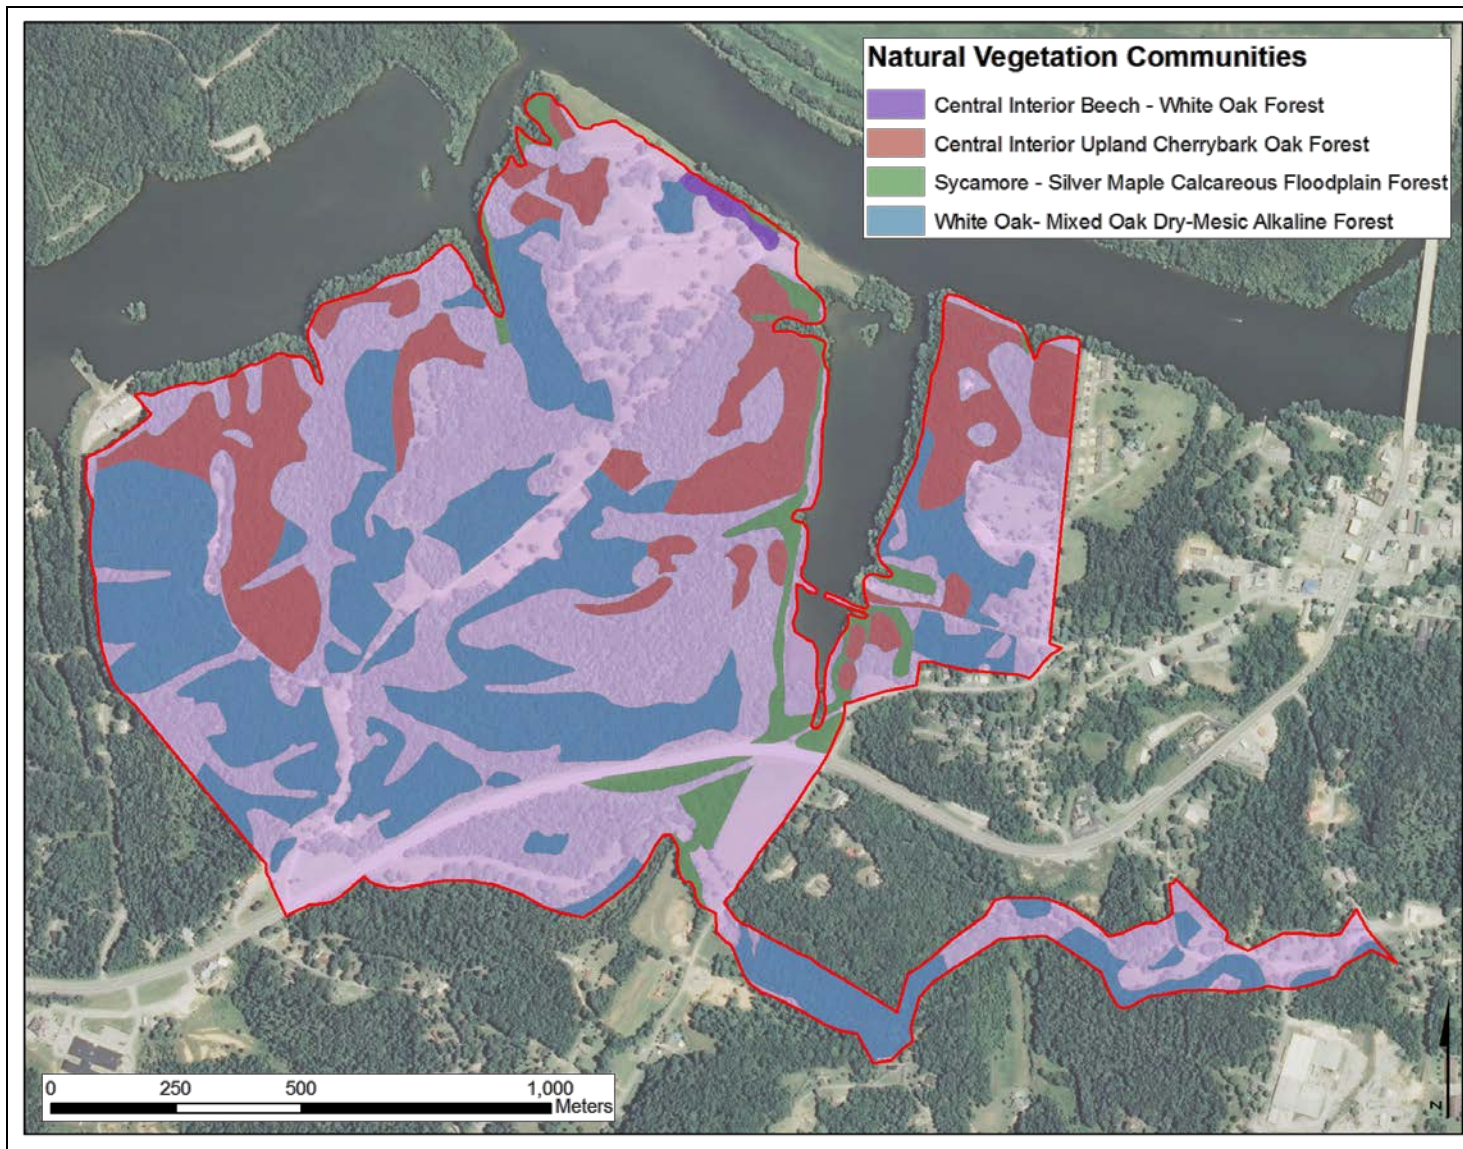 Natural Vegetation Communities
Central Interior Beech - White Oak Forest
Central Interior Upland Cherrybark Oak Forest
Sycamore - Silver Maple Calcareous Floodplain Forest
White Oak- Mixed Oak Dry-Mesic Alkaline Forest
0 250 500 1,000
Meters
N